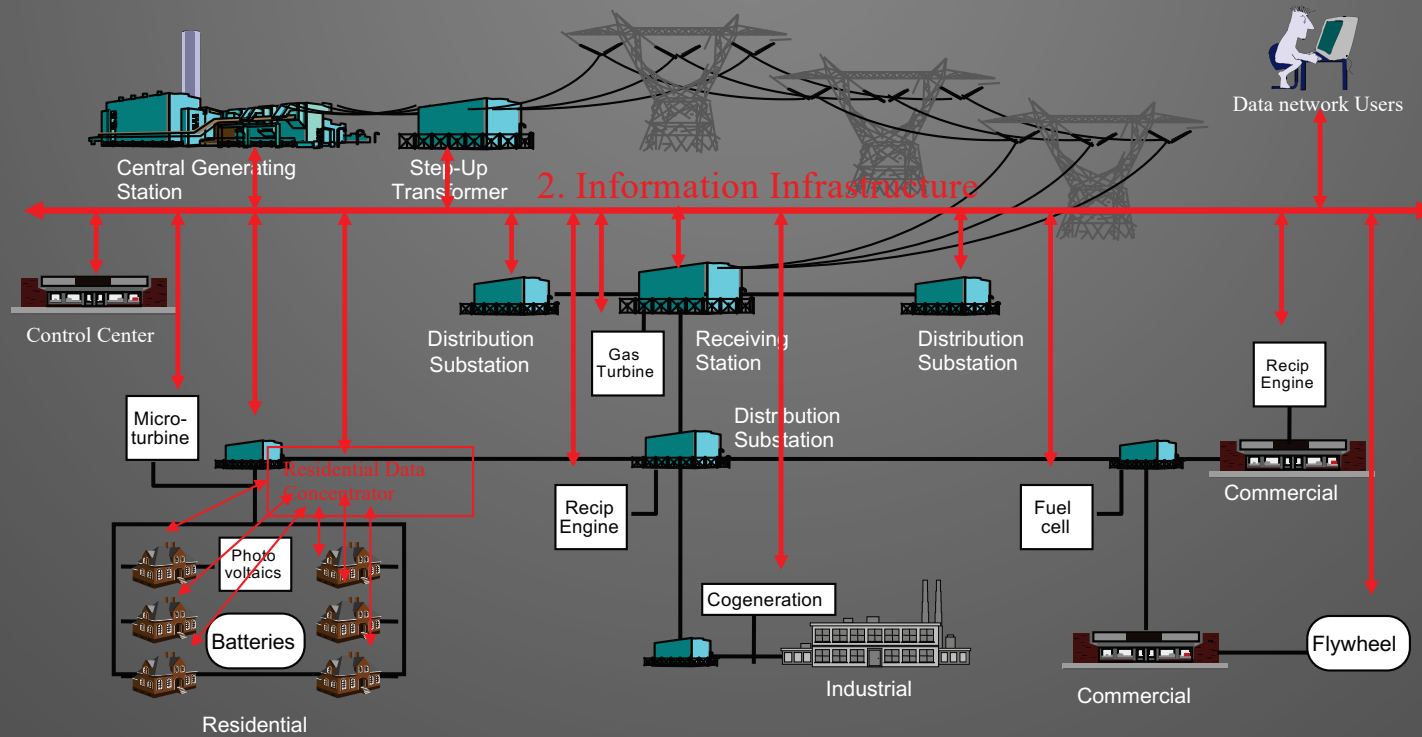 Data network Users
Central Generating
Station
Step-Up
Transformer
2. Information Infrastructure
Control Center
Distribution
Substation
Gas
Turbine
Receiving
Station
Distribution
Substation
Recip
Engine
Micro-
turbine
Distribution
Substation
Residential Data
Concentrator
Commercial
Recip
Engine
Fuel
cell
Photo
voltaics
Cogeneration
Batteries
Flywheel
Industrial
Commercial
Residential